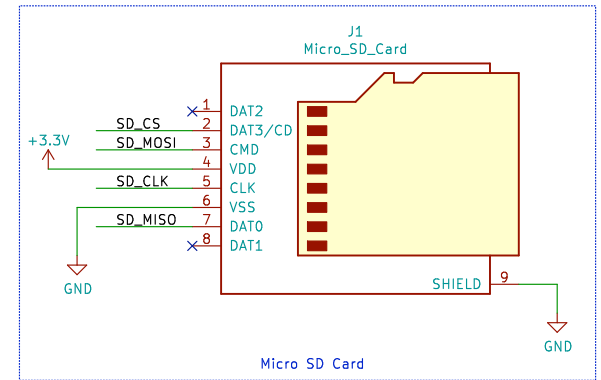 J1
Micro_SD_Card
1 DAT2
SD_CS 2 DAT3/CD
SD_MOSI 3 CMD
+3.3V
4 VDD
SD_CLK 5 CLK
6 VSS
SD_MISO 7 DAT0
8 DAT1
SHIELD 9
GND
GND
Micro SD Card